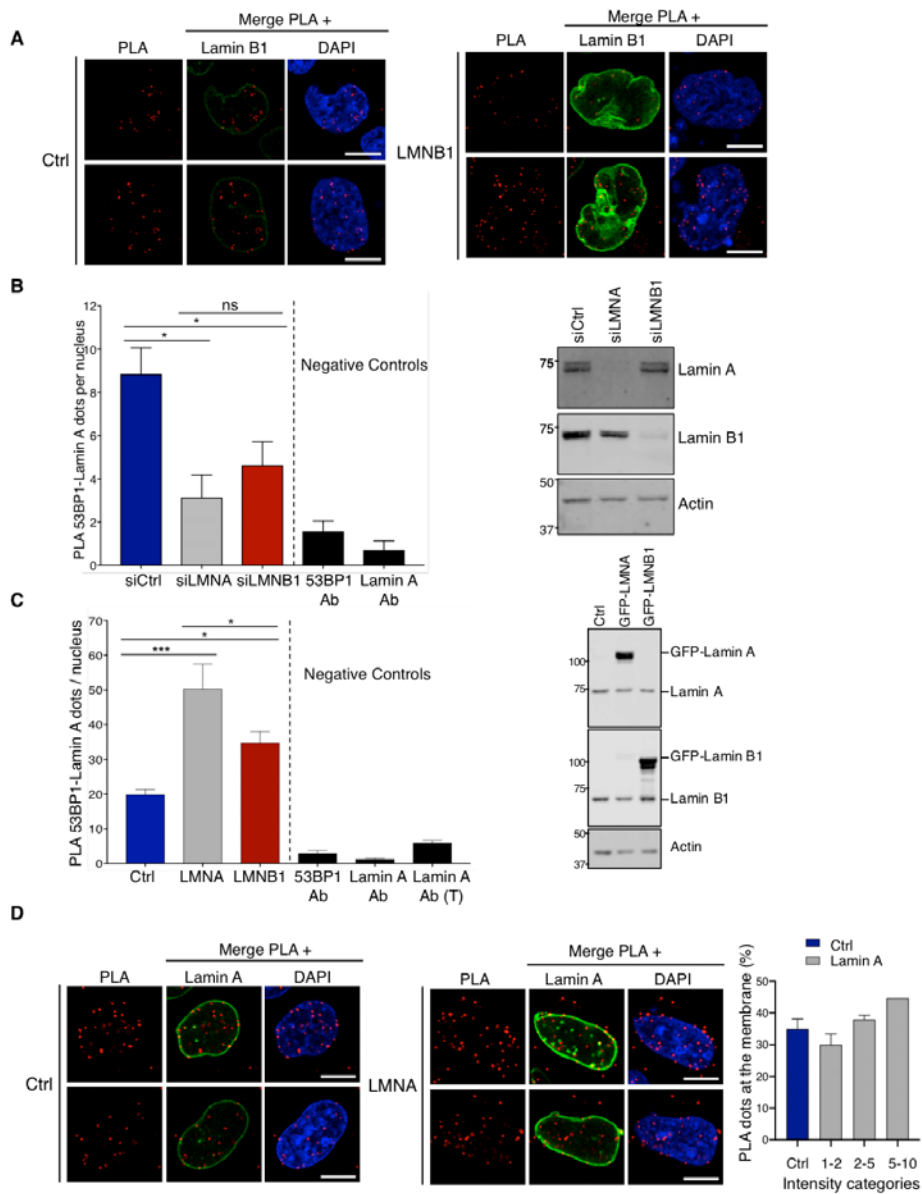 A
Merge PLA +
PLA
Lamin B1
DAPI
Ctrl
Merge PLA +
PLA
Lamin B1
DAPI
LMNB1
B
PLA 53BP1-Lamin A dots per nucleus
12
10
8
6
4
2
0
ns
*
*
Negative Controls
siCtrl
siLMNA
siLMNB1
53BP1
Ab
Lamin A
Ab
siCtrl
siLMNA
siLMNB1
75
Lamin A
75
Lamin B1
50
Actin
37
C
PLA 53BP1-Lamin A dots / nucleus
70
60
50
40
30
20
10
0
*
*
***
Negative Controls
Ctrl
LMNA
LMNB1
53BP1
Ab
Lamin A
Ab
Lamin A
Ab (T)
Ctrl
GFP-LMNA
GFP-LMNB1
100
GFP-Lamin A
75
Lamin A
100
GFP-Lamin B1
75
Lamin B1
50
Actin
37
D
Merge PLA +
PLA
Lamin A
DAPI
Ctrl
Merge PLA +
PLA
Lamin A
DAPI
LMNA
Ctrl
Lamin A
PLA dots at the membrane (%)
50
40
30
20
10
0
Ctrl
1-2
2-5
5-10
Intensity categories